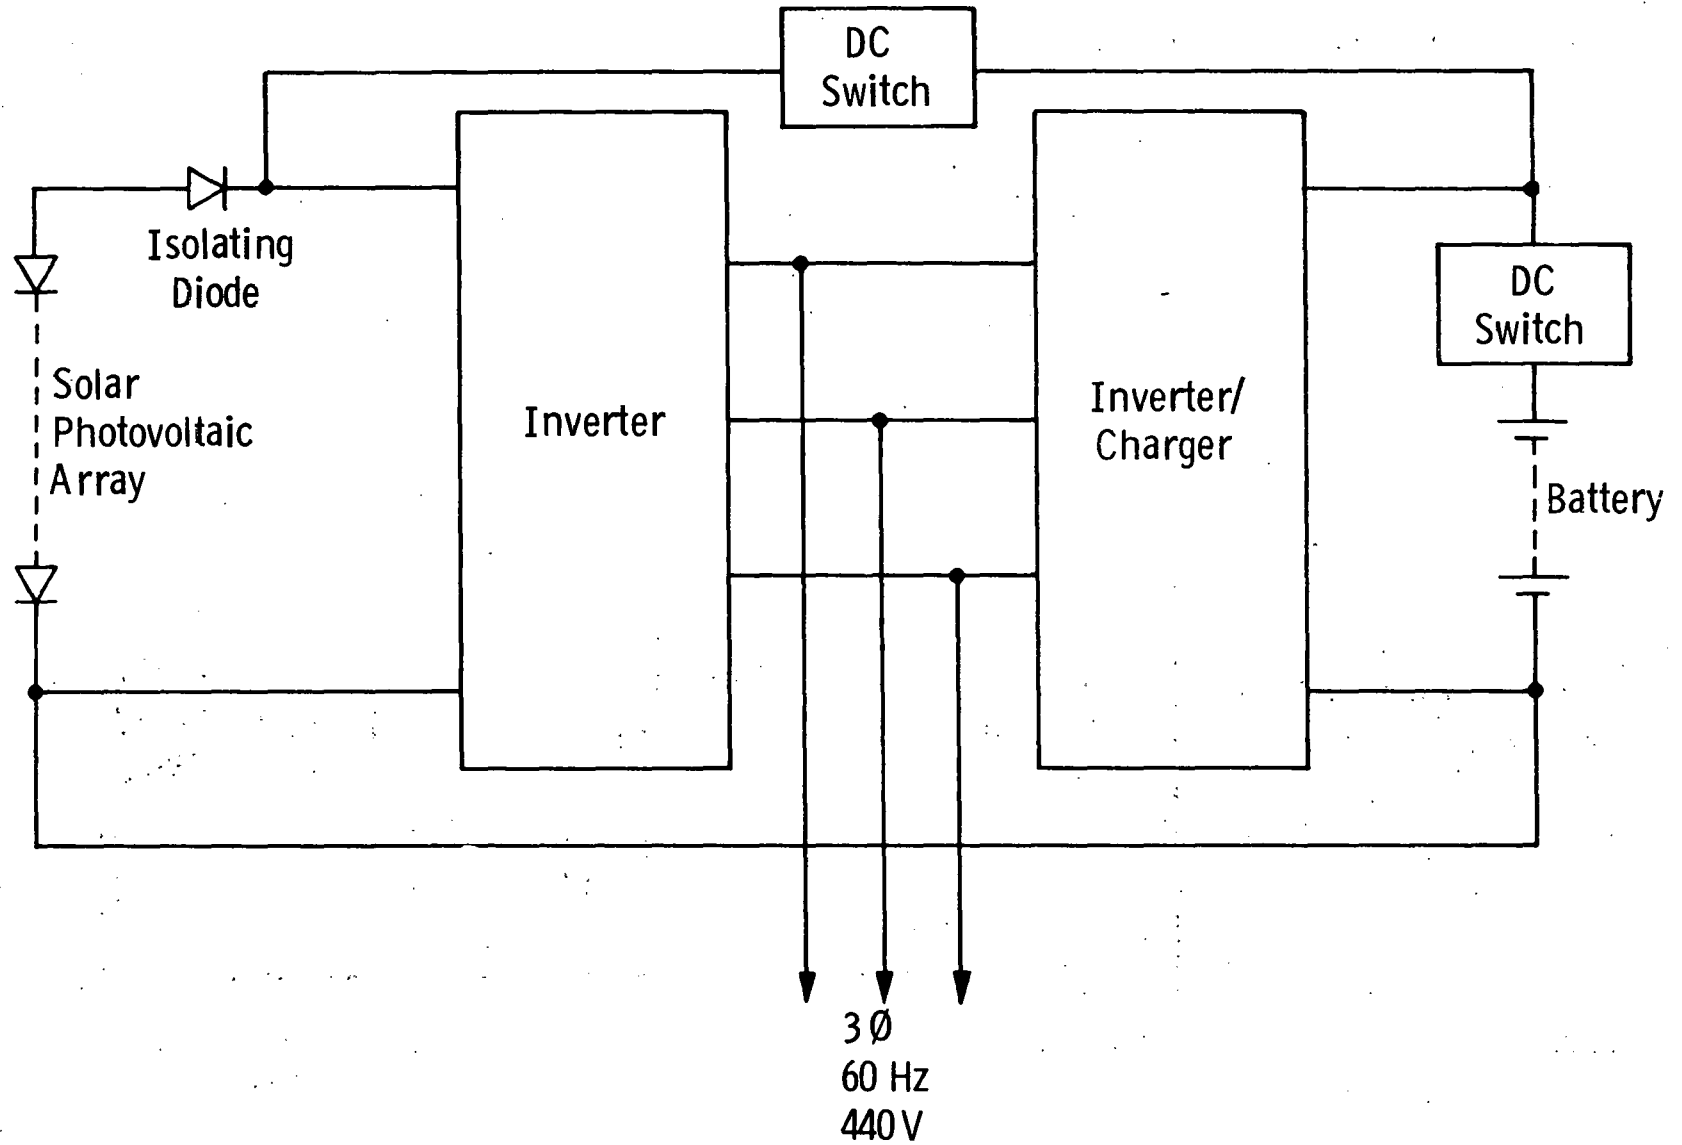 DC
Switch
Isolating
Diode
DC
Switch
Solar
Photovoltaic
Array
Inverter
Inverter/
Charger
Battery
3 Ø
60 Hz
440 V